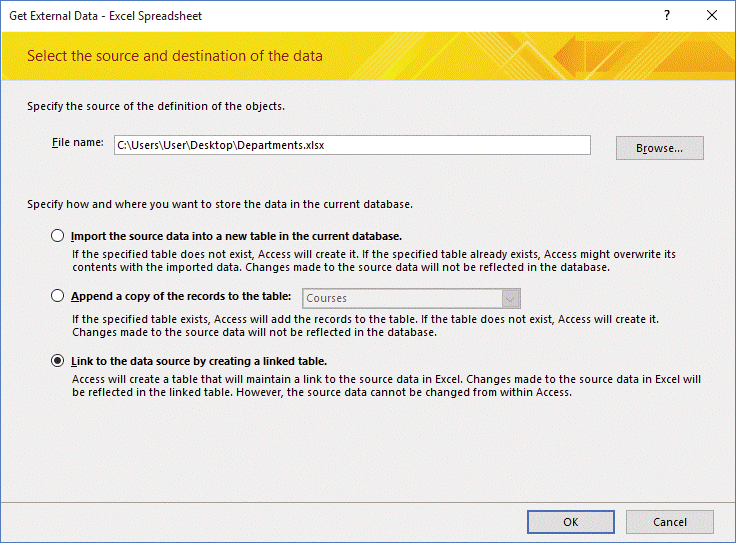 Get External Data - Excel Spreadsheet
?
Select the source and destination of the data
Specify the source of the definition of the objects.
File name:
C:\Users\User\Desktop\Departments.xlsx
Browse...
Specify how and where you want to store the data in the current database.
Import the source data into a new table in the current database.
If the specified table does not exist, Access will create it. If the specified table already exists, Access might overwrite its
contents with the imported data. Changes made to the source data will not be reflected in the database.
Append a copy of the records to the table:
Courses
If the specified table exists, Access will add the records to the table. If the table does not exist, Access will create it.
Changes made to the source data will not be reflected in the database.
Link to the data source by creating a linked table.
Access will create a table that will maintain a link to the source data in Excel. Changes made to the source data in Excel will
be reflected in the linked table. However, the source data cannot be changed from within Access.
OK
Cancel